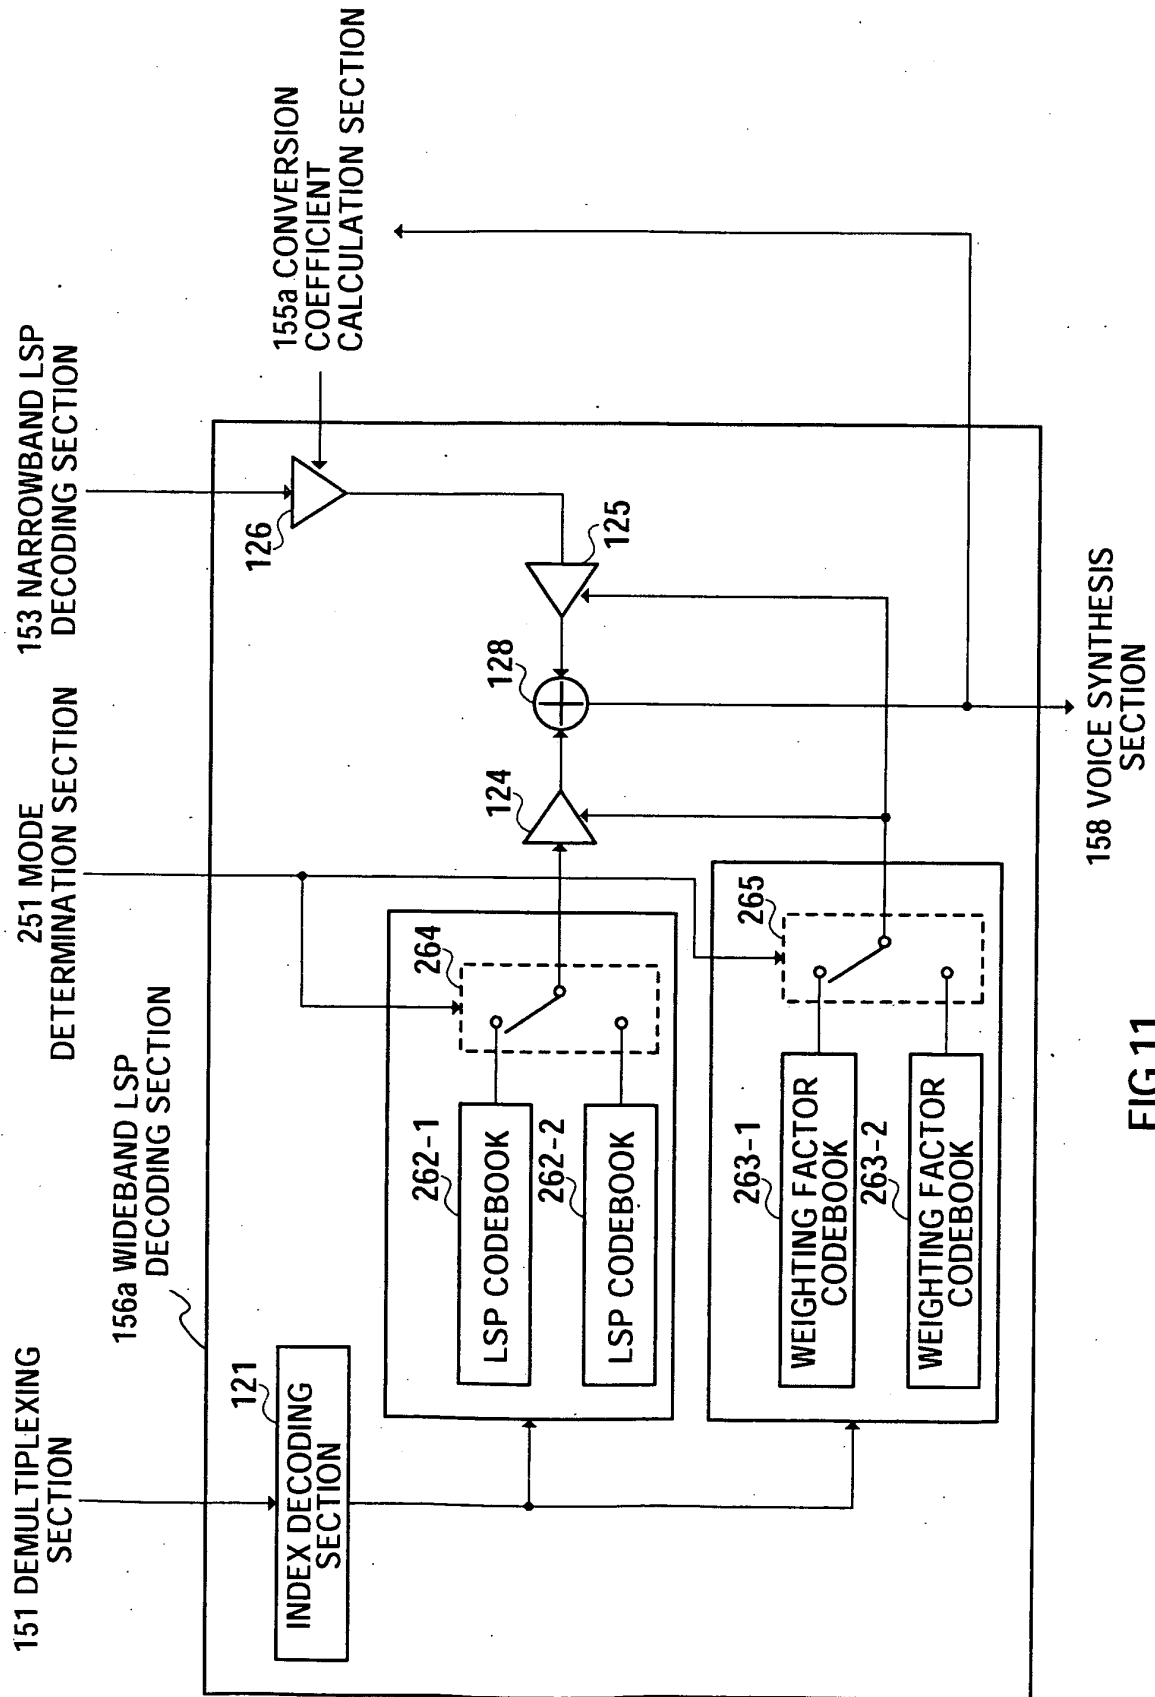 151 DEMULTIPLEXING
SECTION
156a WIDEBAND LSP
DECODING SECTION
251 MODE
DETERMINATION SECTION
153 NARROWBAND LSP
DECODING SECTION
155a CONVERSION
COEFFICIENT
CALCULATION SECTION
121
INDEX DECODING
SECTION
126
262-1
LSP CODEBOOK
262-2
LSP CODEBOOK
264
124
128
125
263-1
WEIGHTING FACTOR
CODEBOOK
263-2
WEIGHTING FACTOR
CODEBOOK
265
158 VOICE SYNTHESIS
SECTION
FIG.11